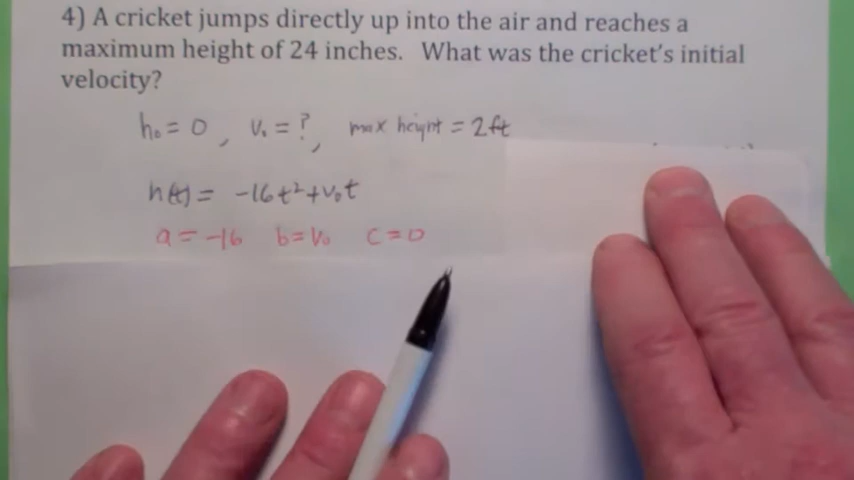 4) A cricket jumps directly up into the air and reaches a
maximum height of 24 inches. What was the cricket's initial
velocity?
h₀ = 0 , v₀ = ? , max height = 2ft
h(t) = -16t² + v₀t
a = -16 b = v₀ c = 0